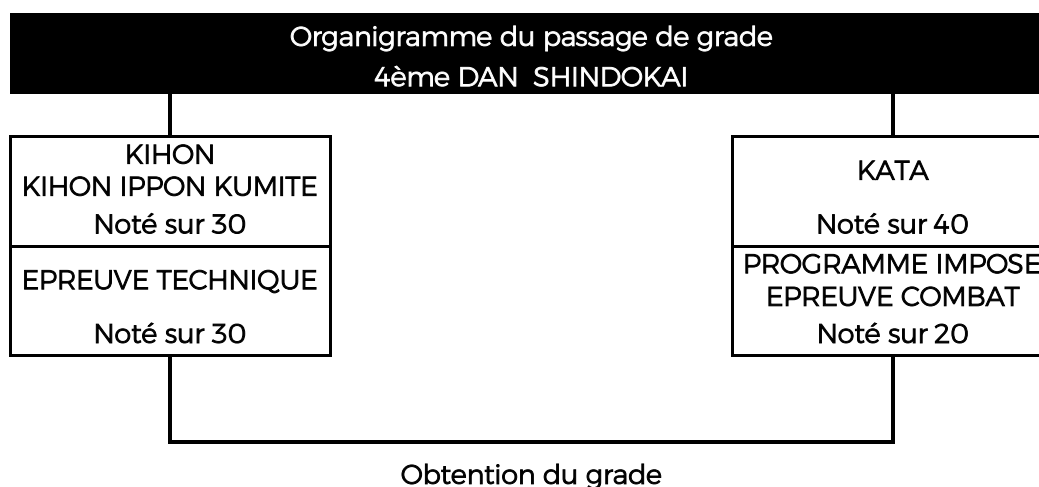 Organigramme du passage de grade
4ème DAN SHINDOKAI
KIHON
KIHON IPPON KUMITE
Noté sur 30
EPREUVE TECHNIQUE
Noté sur 30
KATA
Noté sur 40
PROGRAMME IMPOSE
EPREUVE COMBAT
Noté sur 20
Obtention du grade